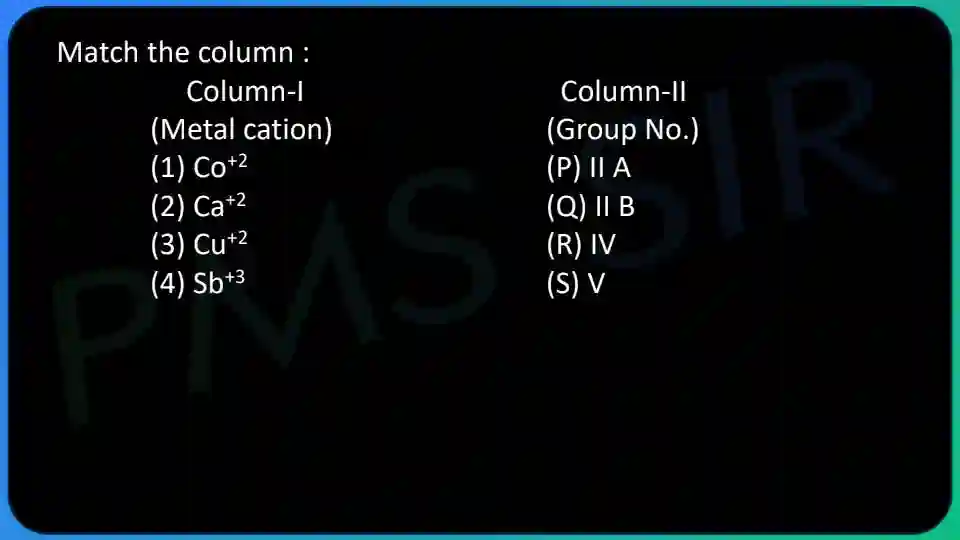 Match the column :
Column-I Column-II
(Metal cation) (Group No.)
(1) Co⁺² (P) II A
(2) Ca⁺² (Q) II B
(3) Cu⁺² (R) IV
(4) Sb⁺³ (S) V
PMS SIR